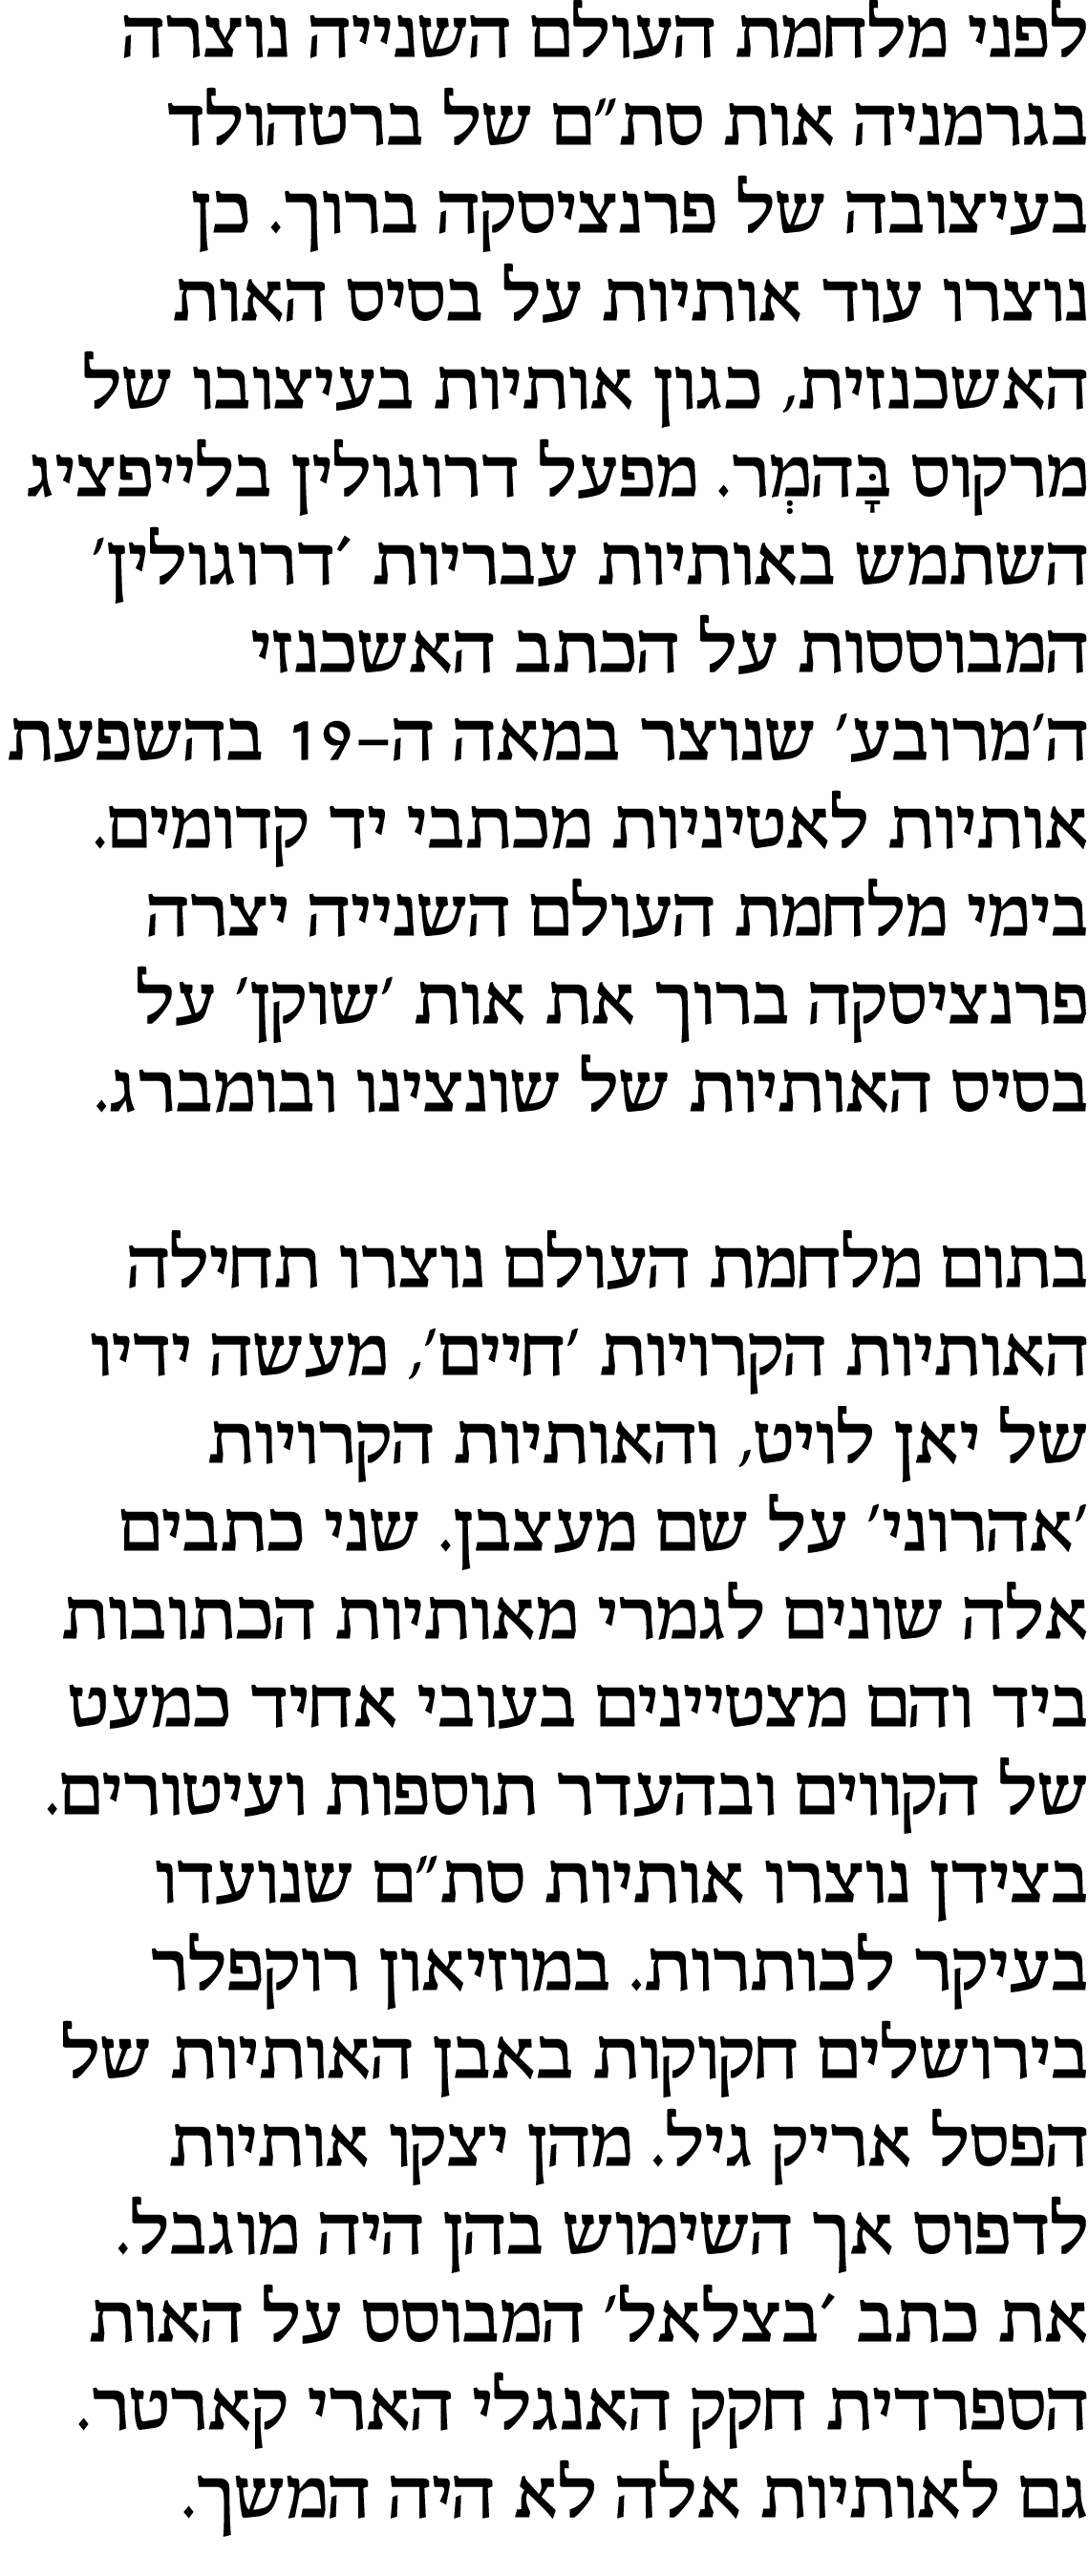 לפני מלחמת העולם השנייה נוצרה
בגרמניה אות סת״ם של ברטהולד
בעיצובה של פרנציסקה ברוך. כן
נוצרו עוד אותיות על בסיס האות
האשכנזית, כגון אותיות בעיצובו של
מרקוס בָּהמְר. מפעל דרוגולין בלייפציג
השתמש באותיות עבריות ׳דרוגולין׳
המבוססות על הכתב האשכנזי
ה׳מרובע׳ שנוצר במאה ה–19 בהשפעת
אותיות לאטיניות מכתבי יד קדומים.
בימי מלחמת העולם השנייה יצרה
פרנציסקה ברוך את אות ׳שוקן׳ על
בסיס האותיות של שונצינו ובומברג.

בתום מלחמת העולם נוצרו תחילה
האותיות הקרויות ׳חיים׳, מעשה ידיו
של יאן לויט, והאותיות הקרויות
׳אהרוני׳ על שם מעצבן. שני כתבים
אלה שונים לגמרי מאותיות הכתובות
ביד והם מצטיינים בעובי אחיד כמעט
של הקווים ובהעדר תוספות ועיטורים.
בצידן נוצרו אותיות סת״ם שנועדו
בעיקר לכותרות. במוזיאון רוקפלר
בירושלים חקוקות באבן האותיות של
הפסל אריק גיל. מהן יצקו אותיות
לדפוס אך השימוש בהן היה מוגבל.
את כתב ׳בצלאל׳ המבוסס על האות
הספרדית חקק האנגלי הארי קארטר.
גם לאותיות אלה לא היה המשך.